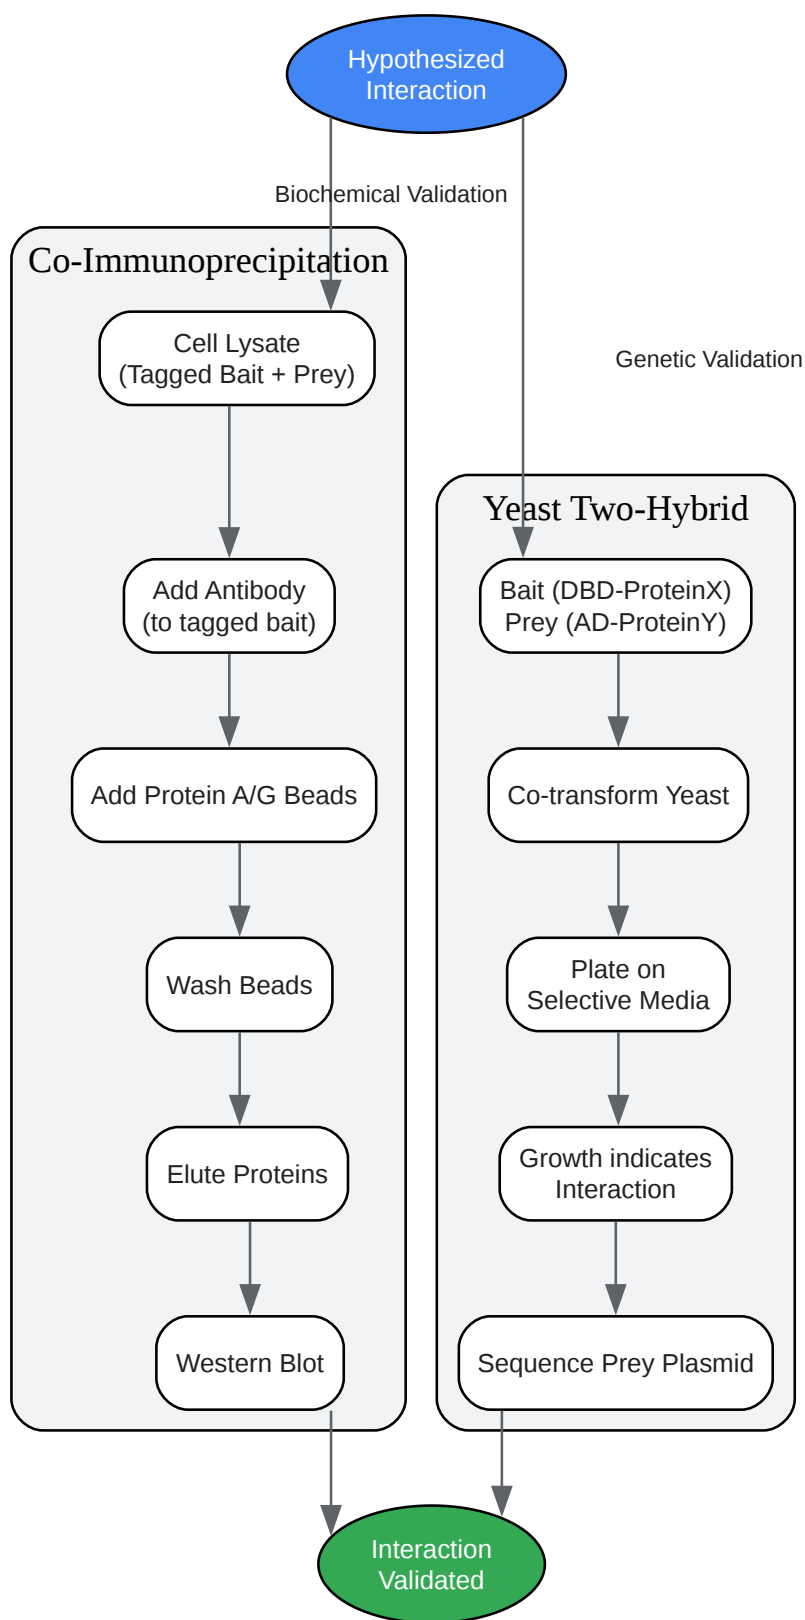 Hypothesized
Interaction
Biochemical Validation
Co-Immunoprecipitation
Cell Lysate
(Tagged Bait + Prey)
Add Antibody
(to tagged bait)
Add Protein A/G Beads
Wash Beads
Elute Proteins
Western Blot
Genetic Validation
Yeast Two-Hybrid
Bait (DBD-ProteinX)
Prey (AD-ProteinY)
Co-transform Yeast
Plate on
Selective Media
Growth indicates
Interaction
Sequence Prey Plasmid
Interaction
Validated